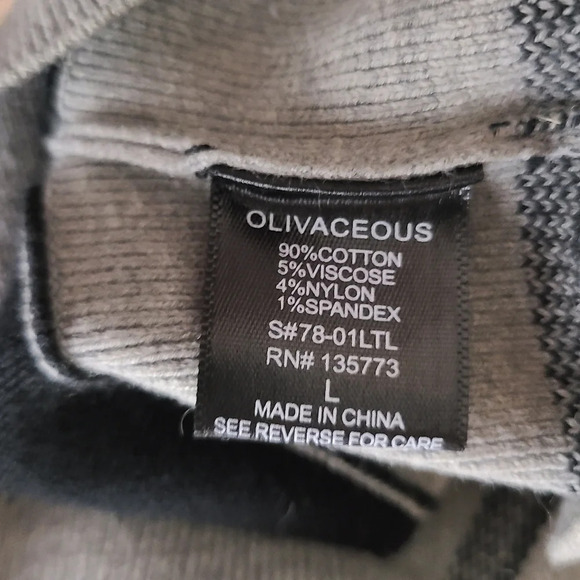 OLIVACEOUS
90%COTTON
5%VISCOSE
4%NYLON
1%SPANDEX
S#78-01LTL
RN# 135773
L
MADE IN CHINA
SEE REVERSE FOR CARE